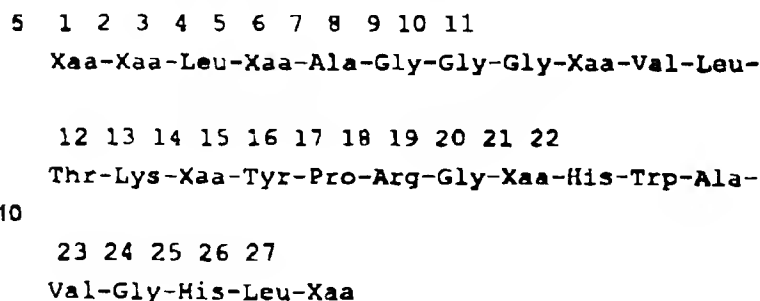 5 1 2 3 4 5 6 7 8 9 10 11
Xaa-Xaa-Leu-Xaa-Ala-Gly-Gly-Gly-Xaa-Val-Leu-
12 13 14 15 16 17 18 19 20 21 22
Thr-Lys-Xaa-Tyr-Pro-Arg-Gly-Xaa-His-Trp-Ala-
10
23 24 25 26 27
Val-Gly-His-Leu-Xaa